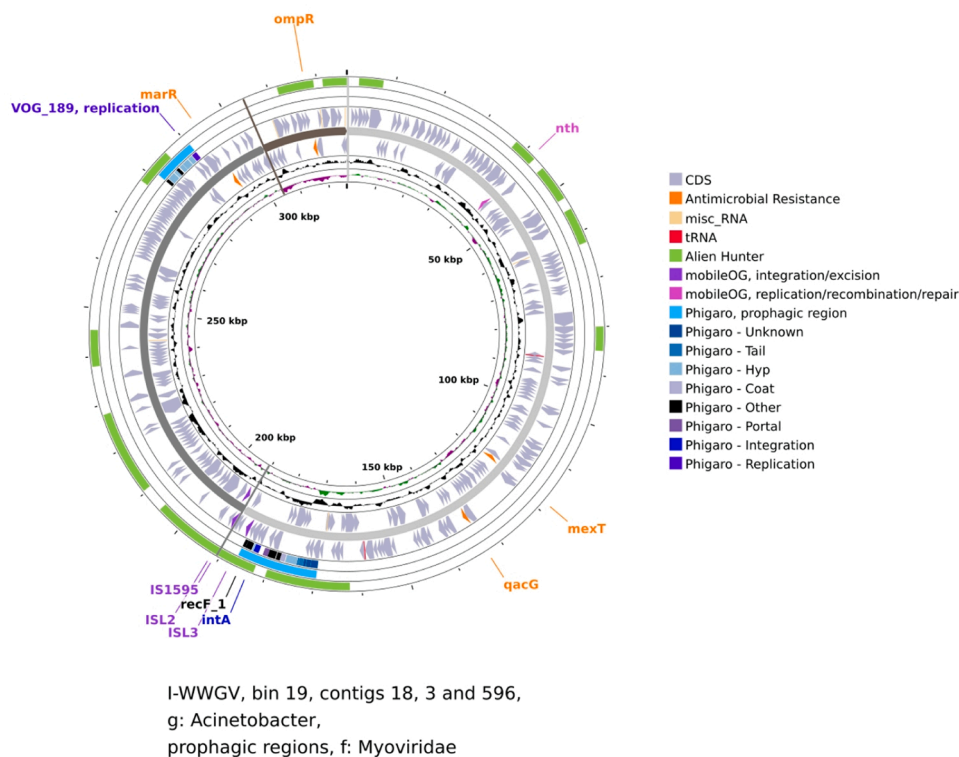 ompR
marR
VOG_189, replication
nth
300 kbp
50 kbp
250 kbp
100 kbp
200 kbp
150 kbp
mexT
qacG
IS1595
recF_1
ISL2
intA
ISL3
CDS
Antimicrobial Resistance
misc_RNA
tRNA
Alien Hunter
mobileOG, integration/excision
mobileOG, replication/recombination/repair
Phigaro, prophagic region
Phigaro - Unknown
Phigaro - Tail
Phigaro - Hyp
Phigaro - Coat
Phigaro - Other
Phigaro - Portal
Phigaro - Integration
Phigaro - Replication
I-WWGV, bin 19, contigs 18, 3 and 596,
g: Acinetobacter,
prophagic regions, f: Myoviridae